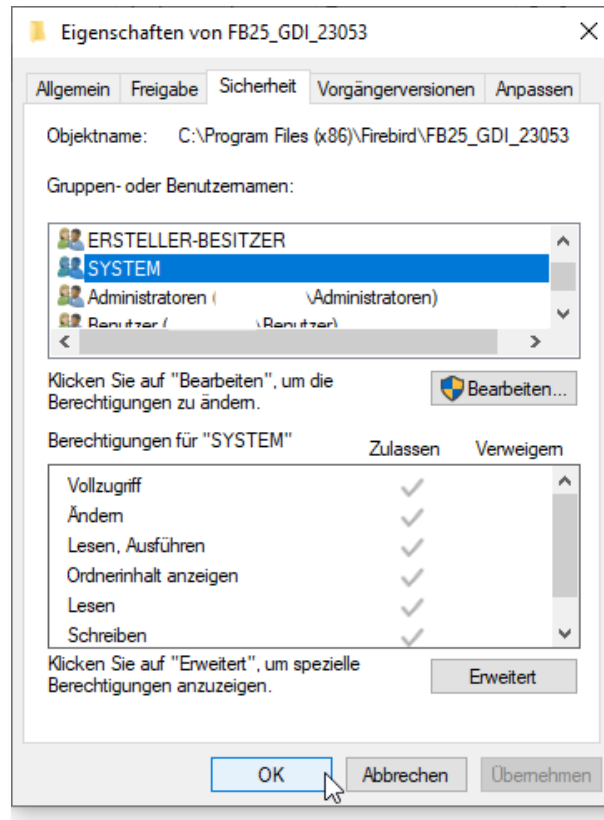 Eigenschaften von FB25_GDI_23053
Allgemein Freigabe Sicherheit Vorgängerversionen Anpassen
Objektname: C:\Program Files (x86)\Firebird\FB25_GDI_23053
Gruppen- oder Benutzernamen:
ERSTELLER-BESITZER
SYSTEM
Administratoren ( \Administratoren)
Benutzer ( \Benutzer)
Klicken Sie auf "Bearbeiten", um die
Berechtigungen zu ändern.
Bearbeiten...
Berechtigungen für "SYSTEM" Zulassen Verweigern
Vollzugriff
Ändern
Lesen, Ausführen
Ordnerinhalt anzeigen
Lesen
Schreiben
Klicken Sie auf "Erweitert", um spezielle
Berechtigungen anzuzeigen.
Erweitert
OK Abbrechen Übernehmen